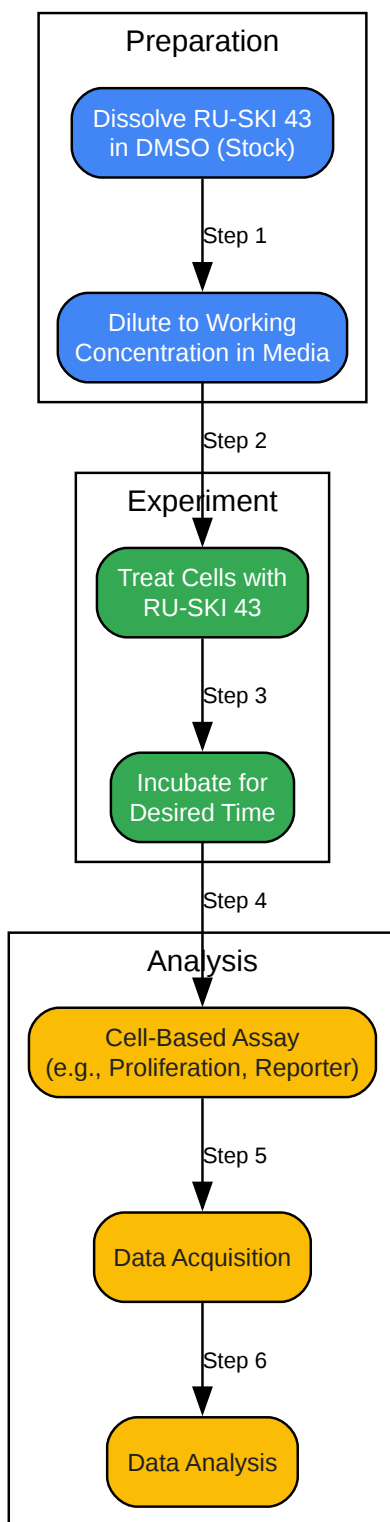 Preparation
Dissolve RU-SKI 43
in DMSO (Stock)
Step 1
Dilute to Working
Concentration in Media
Step 2
Experiment
Treat Cells with
RU-SKI 43
Step 3
Incubate for
Desired Time
Step 4
Analysis
Cell-Based Assay
(e.g., Proliferation, Reporter)
Step 5
Data Acquisition
Step 6
Data Analysis